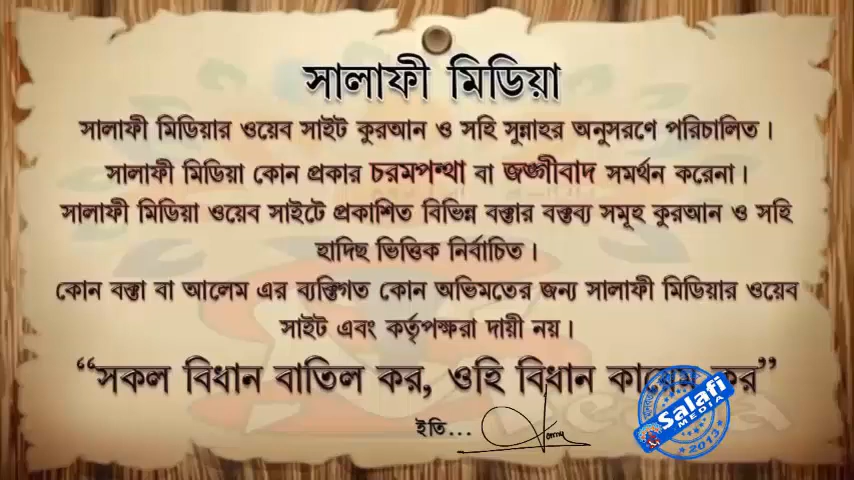 সালাফী মিডিয়া
সালাফী মিডিয়ার ওয়েব সাইট কুরআন ও সহি সুন্নাহর অনুসরণে পরিচালিত।
সালাফী মিডিয়া কোন প্রকার চরমপন্থা বা জঙ্গীবাদ সমর্থন করেনা।
সালাফী মিডিয়া ওয়েব সাইটে প্রকাশিত বিভিন্ন বক্তার বক্তব্য সমূহ কুরআন ও সহি
হাদিছ ভিত্তিক নির্বাচিত।
কোন বক্তা বা আলেম এর ব্যক্তিগত কোন অভিমতের জন্য সালাফী মিডিয়ার ওয়েব
সাইট এবং কর্তৃপক্ষরা দায়ী নয়।
“সকল বিধান বাতিল কর, ওহি বিধান কায়েম কর”
ইতি...
Salafi
MEDIA
2013